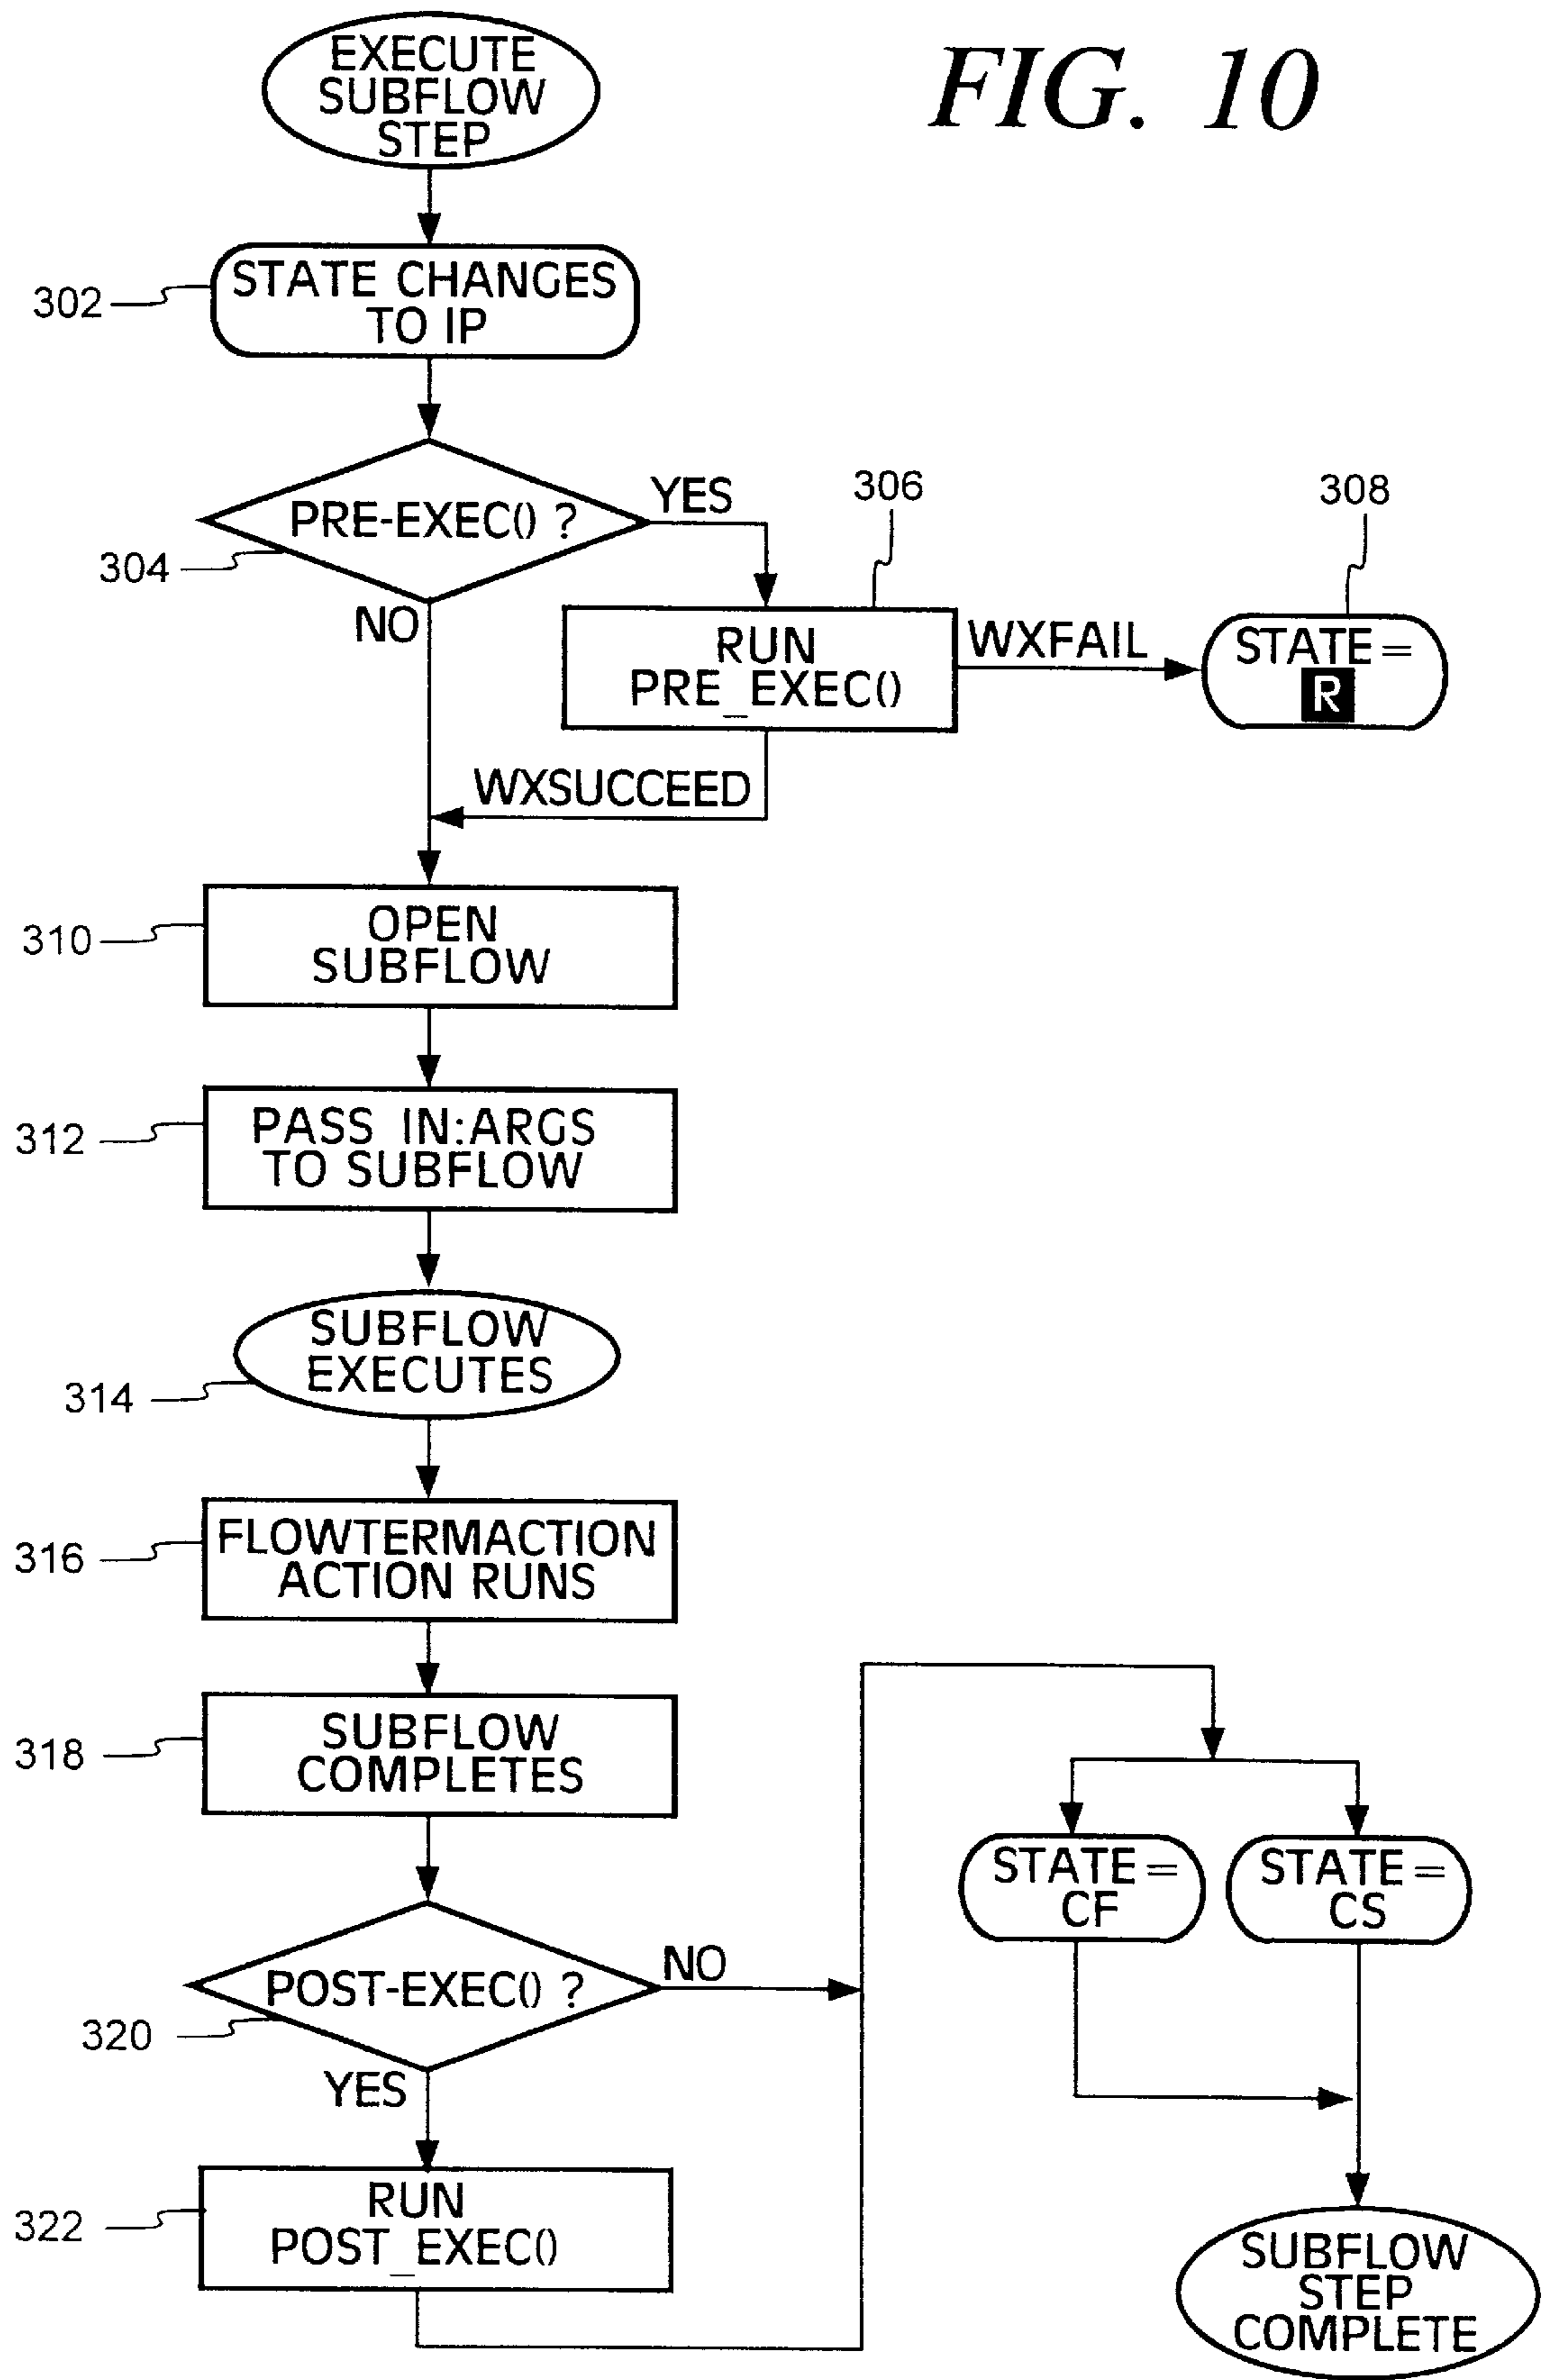 EXECUTE
SUBFLOW
STEP
FIG. 10
302
STATE CHANGES
TO IP
304
PRE-EXEC() ?
YES
NO
306
RUN
PRE_EXEC()
WXFAIL
308
STATE =
R
WXSUCCEED
310
OPEN
SUBFLOW
312
PASS IN:ARGS
TO SUBFLOW
314
SUBFLOW
EXECUTES
316
FLOWTERMACTION
ACTION RUNS
318
SUBFLOW
COMPLETES
320
POST-EXEC() ?
NO
YES
322
RUN
POST_EXEC()
STATE =
CF
STATE =
CS
SUBFLOW
STEP
COMPLETE